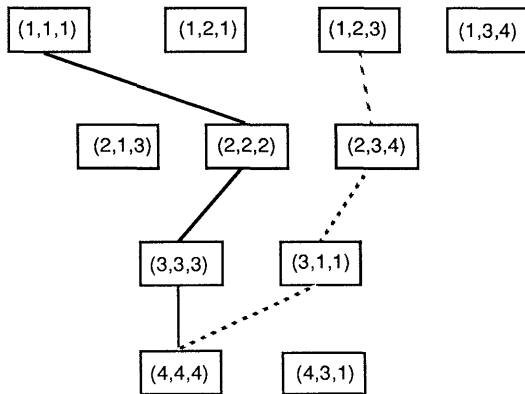 (1,1,1) (1,2,1) (1,2,3) (1,3,4)
(2,1,3) (2,2,2) (2,3,4)
(3,3,3) (3,1,1)
(4,4,4) (4,3,1)